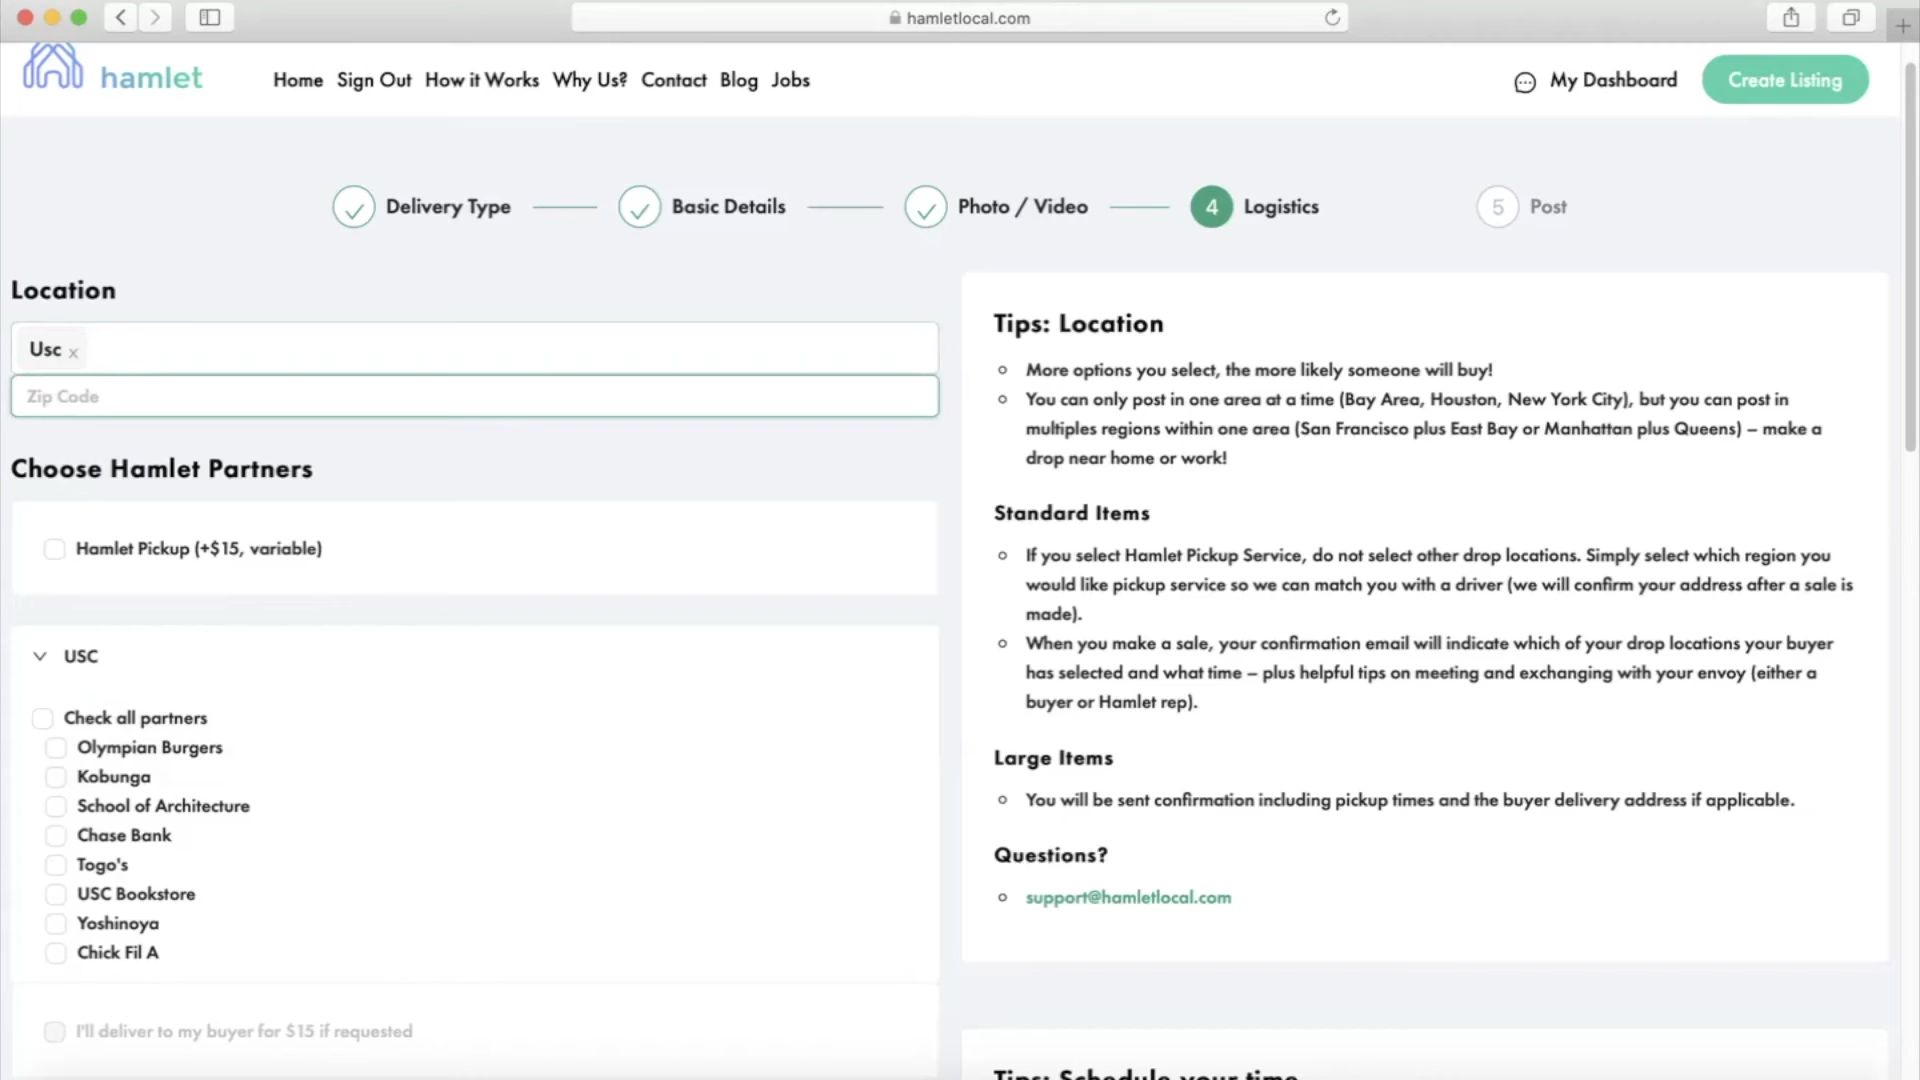 hamletlocal.com
hamlet
Home Sign Out How it Works Why Us? Contact Blog Jobs
My Dashboard
Create Listing
Delivery Type
Basic Details
Photo / Video
4 Logistics
5 Post
Location
Usc x
Zip Code
Choose Hamlet Partners
Hamlet Pickup (+$15, variable)
USC
Check all partners
Olympian Burgers
Kobunga
School of Architecture
Chase Bank
Togo's
USC Bookstore
Yoshinoya
Chick Fil A
I'll deliver to my buyer for $15 if requested
Tips: Location
More options you select, the more likely someone will buy!
You can only post in one area at a time (Bay Area, Houston, New York City), but you can post in
multiples regions within one area (San Francisco plus East Bay or Manhattan plus Queens) – make a
drop near home or work!
Standard Items
If you select Hamlet Pickup Service, do not select other drop locations. Simply select which region you
would like pickup service so we can match you with a driver (we will confirm your address after a sale is
made).
When you make a sale, your confirmation email will indicate which of your drop locations your buyer
has selected and what time – plus helpful tips on meeting and exchanging with your envoy (either a
buyer or Hamlet rep).
Large Items
You will be sent confirmation including pickup times and the buyer delivery address if applicable.
Questions?
support@hamletlocal.com
Tips: Schedule your time